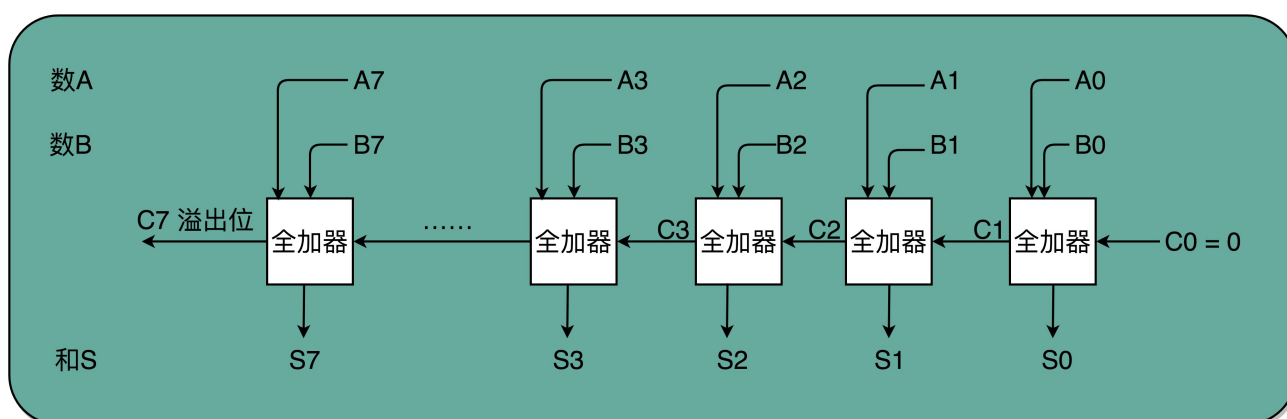 数A A7 A3 A2 A1 A0
数B B7 B3 B2 B1 B0
C7 溢出位 全加器 …… 全加器 C3 全加器 C2 全加器 C1 全加器 C0 = 0
和S S7 S3 S2 S1 S0